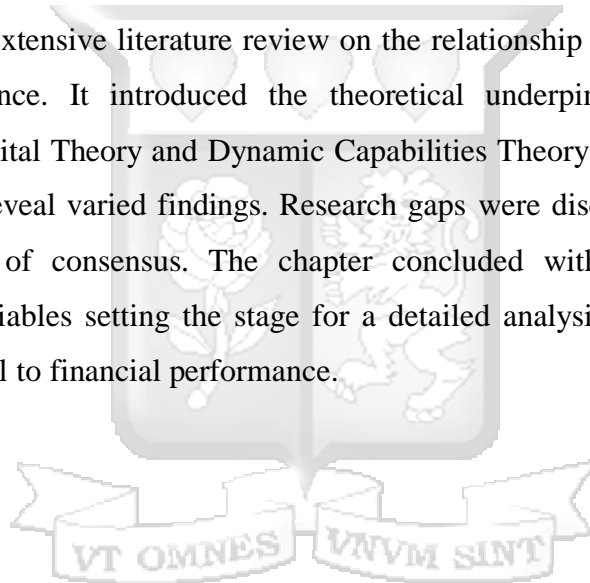 extensive literature review on the relationship
nce. It introduced the theoretical underpin
ital Theory and Dynamic Capabilities Theory
eveal varied findings. Research gaps were disc
of consensus. The chapter concluded with
iables setting the stage for a detailed analysi
l to financial performance.
VT OMNES VNVM SINT